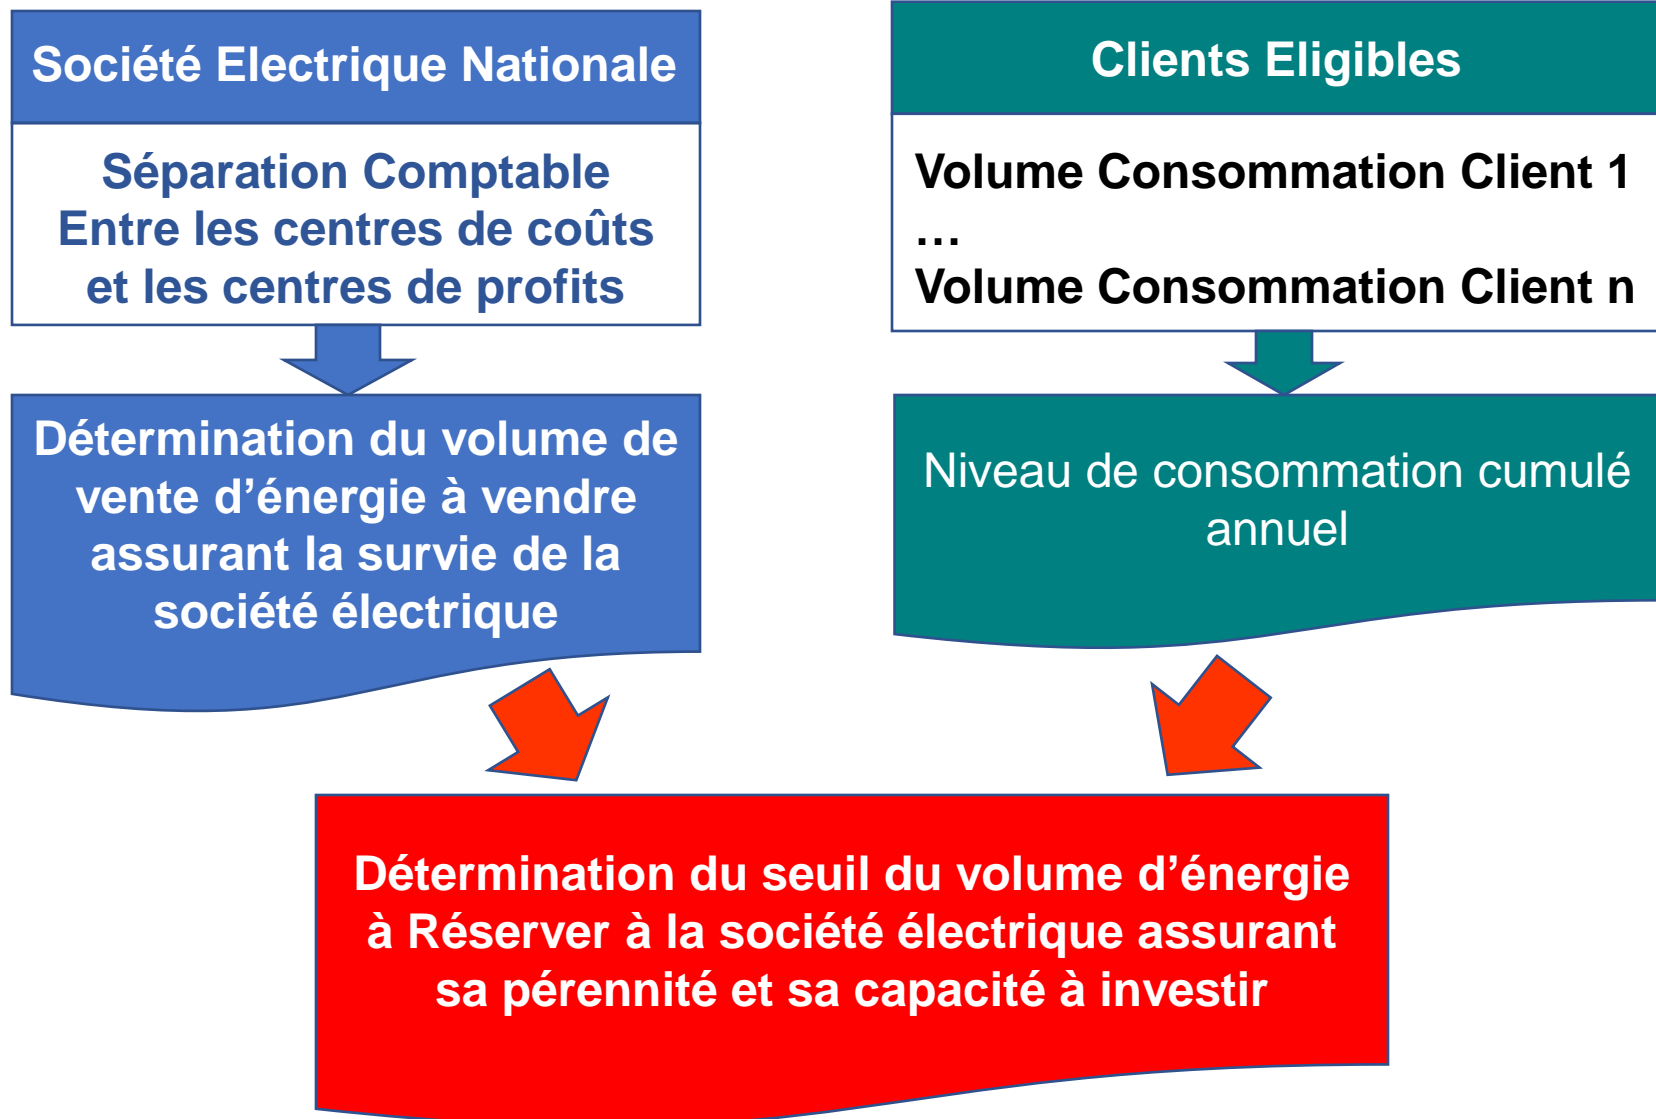 Société Electrique Nationale
Séparation Comptable
Entre les centres de coûts
et les centres de profits
Détermination du volume de
vente d’énergie à vendre
assurant la survie de la
société électrique
Clients Eligibles
Volume Consommation Client 1
…
Volume Consommation Client n
Niveau de consommation cumulé
annuel
Détermination du seuil du volume d’énergie
à Réserver à la société électrique assurant
sa pérennité et sa capacité à investir